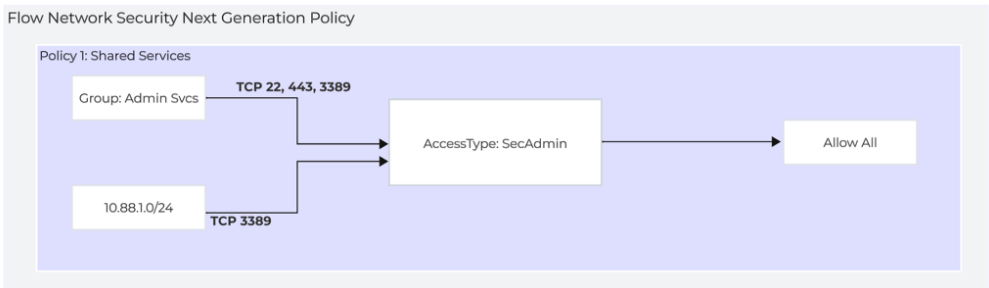 Flow Network Security Next Generation Policy
Policy 1: Shared Services
Group: Admin Svcs
TCP 22, 443, 3389
AccessType: SecAdmin
Allow All
10.88.1.0/24
TCP 3389